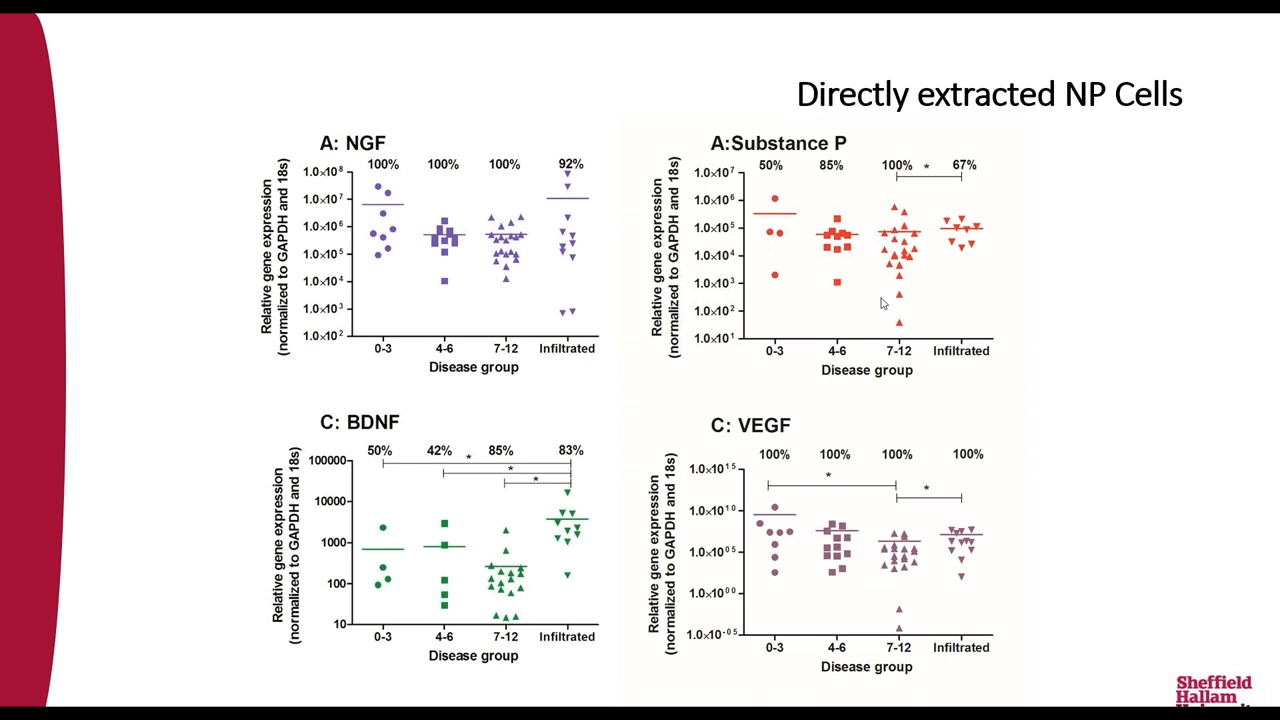 Directly extracted NP Cells
A: NGF
100% 100% 100% 92%
Relative gene expression
(normalized to GAPDH and 18s)
1.0×10⁸
1.0×10⁷
1.0×10⁶
1.0×10⁵
1.0×10⁴
1.0×10³
1.0×10²
0-3 4-6 7-12 Infiltrated
Disease group
A:Substance P
50% 85% 100% * 67%
Relative gene expression
(normalized to GAPDH and 18s)
1.0×10⁷
1.0×10⁶
1.0×10⁵
1.0×10⁴
1.0×10³
1.0×10²
1.0×10¹
0-3 4-6 7-12 Infiltrated
Disease group
C: BDNF
50% 42% 85% 83%
*
*
*
Relative gene expression
(normalized to GAPDH and 18s)
100000
10000
1000
100
10
0-3 4-6 7-12 Infiltrated
Disease group
C: VEGF
100% 100% 100% 100%
*
*
Relative gene expression
(normalized to GAPDH and 18s)
1.0×10¹⁵
1.0×10¹⁰
1.0×10⁰⁵
1.0×10⁰⁰
1.0×10⁻⁰⁵
0-3 4-6 7-12 Infiltrated
Disease group
Sheffield
Hallam
University